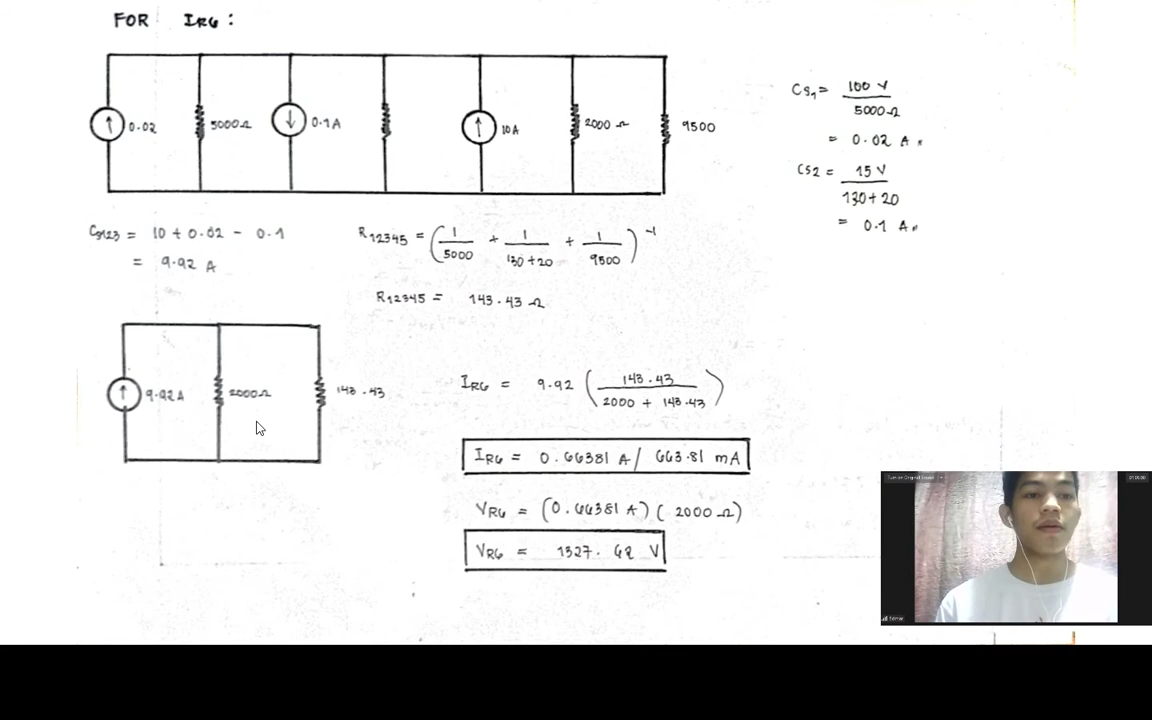 FOR IR6 :
0.02
5000Ω
0.1A
10A
2000 Ω
9500
CS1 = 100 V / 5000Ω
= 0.02 A
CS2 = 15 V / 130+20
= 0.1 A
CS123 = 10 + 0.02 - 0.1
= 9.92 A
R12345 = ( 1/5000 + 1/130+20 + 1/9500 )^-1
R12345 = 143.43 Ω
9.92A
2000Ω
143.43
IR6 = 9.92 ( 143.43 / 2000 + 143.43 )
IR6 = 0.66381 A / 663.81 mA
VR6 = (0.66381 A) ( 2000 Ω)
VR6 = 1327.62 V